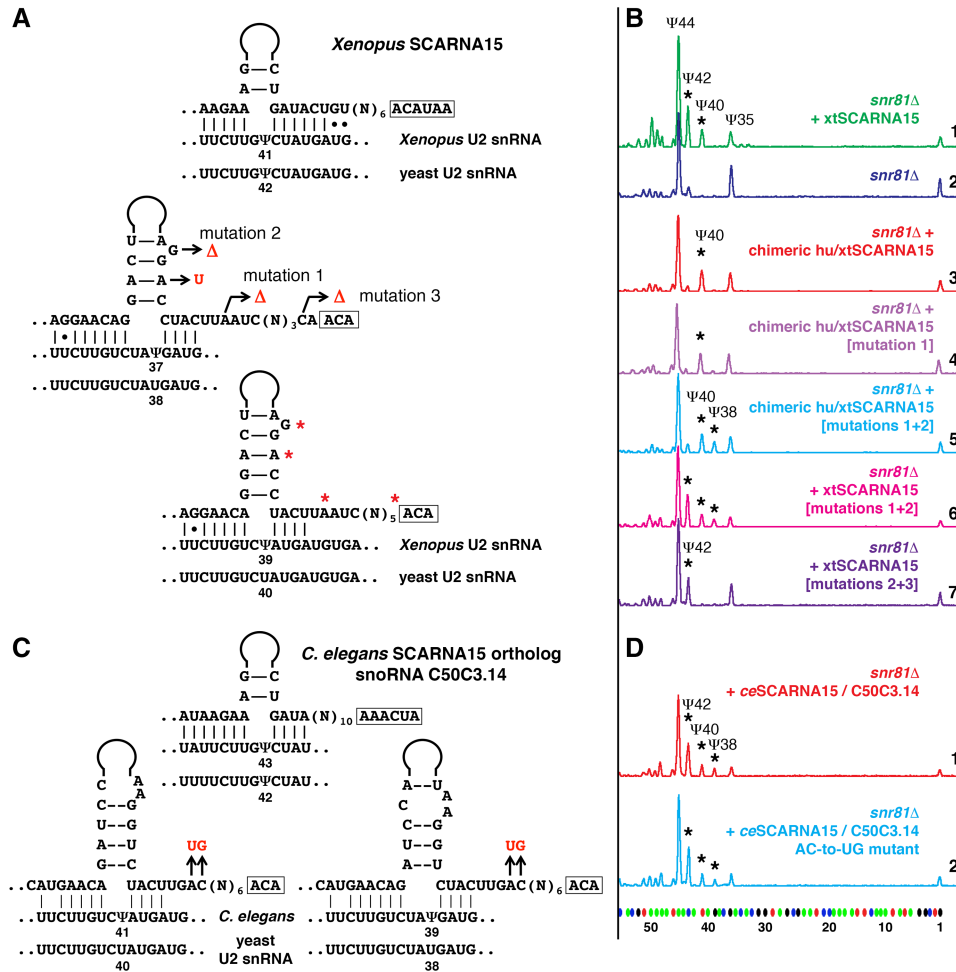 A
Xenopus SCARNA15
A C
G U
A — U
G — C
A — U
..AAGAA GAUACUGU(N)6 ACAUAA
..UUCUUGΨCUAUGAUG..
Xenopus U2 snRNA
41
..UUCUUGUCUAUGAUG..
yeast U2 snRNA
42
U — A
G
mutation 2
Δ
C — G
A — A
U
G — C
mutation 1
Δ
Δ
mutation 3
..AGGAACAG CUACUUAAUC(N)3CA ACA
..UUCUUGUCUAΨGAUG..
37
..UUCUUGUCUAUGAUG..
38
U — A
G *
C — G
A — A *
G — C
G — C
* *
..AGGAACA UACUUAAUC(N)5 ACA
..UUCUUGUCΨAUGAUGUGA..
Xenopus U2 snRNA
39
..UUCUUGUCUAUGAUGUGA..
yeast U2 snRNA
40
B
Ψ44
Ψ42
*
Ψ40
*
Ψ35
snr81Δ
+ xtSCARNA15
1
snr81Δ
2
Ψ40
*
snr81Δ +
chimeric hu/xtSCARNA15
3
*
snr81Δ +
chimeric hu/xtSCARNA15
[mutation 1]
4
Ψ40
*
Ψ38
*
snr81Δ +
chimeric hu/xtSCARNA15
[mutations 1+2]
5
* * *
snr81Δ
+ xtSCARNA15
[mutations 1+2]
6
Ψ42
*
snr81Δ
+ xtSCARNA15
[mutations 2+3]
7
C
C. elegans SCARNA15 ortholog
snoRNA C50C3.14
G — C
A — U
..AUAAGAA GAUA(N)10 AAACUA
..UAUUCUUGΨCUAU..
43
..UUUUCUUGUCUAU..
42
C A
A
C -- G
U -- G
A — U
G — C
UG
..CAUGAACA UACUUGAC(N)6 ACA
..UUCUUGUCΨAUGAUG..
C. elegans
41
yeast
U2 snRNA
..UUCUUGUCUAUGAUG..
40
A -- U
A
C A
C -- G
U -- G
A — U
UG
..CAUGAACAG CUACUUGAC(N)6 ACA
..UUCUUGUCUAΨGAUG..
39
..UUCUUGUCUAUGAUG..
38
D
snr81Δ
+ ceSCARNA15 / C50C3.14
Ψ42
*
Ψ40
*
Ψ38
*
1
snr81Δ
+ ceSCARNA15 / C50C3.14
AC-to-UG mutant
* * *
2
50 40 30 20 10 1